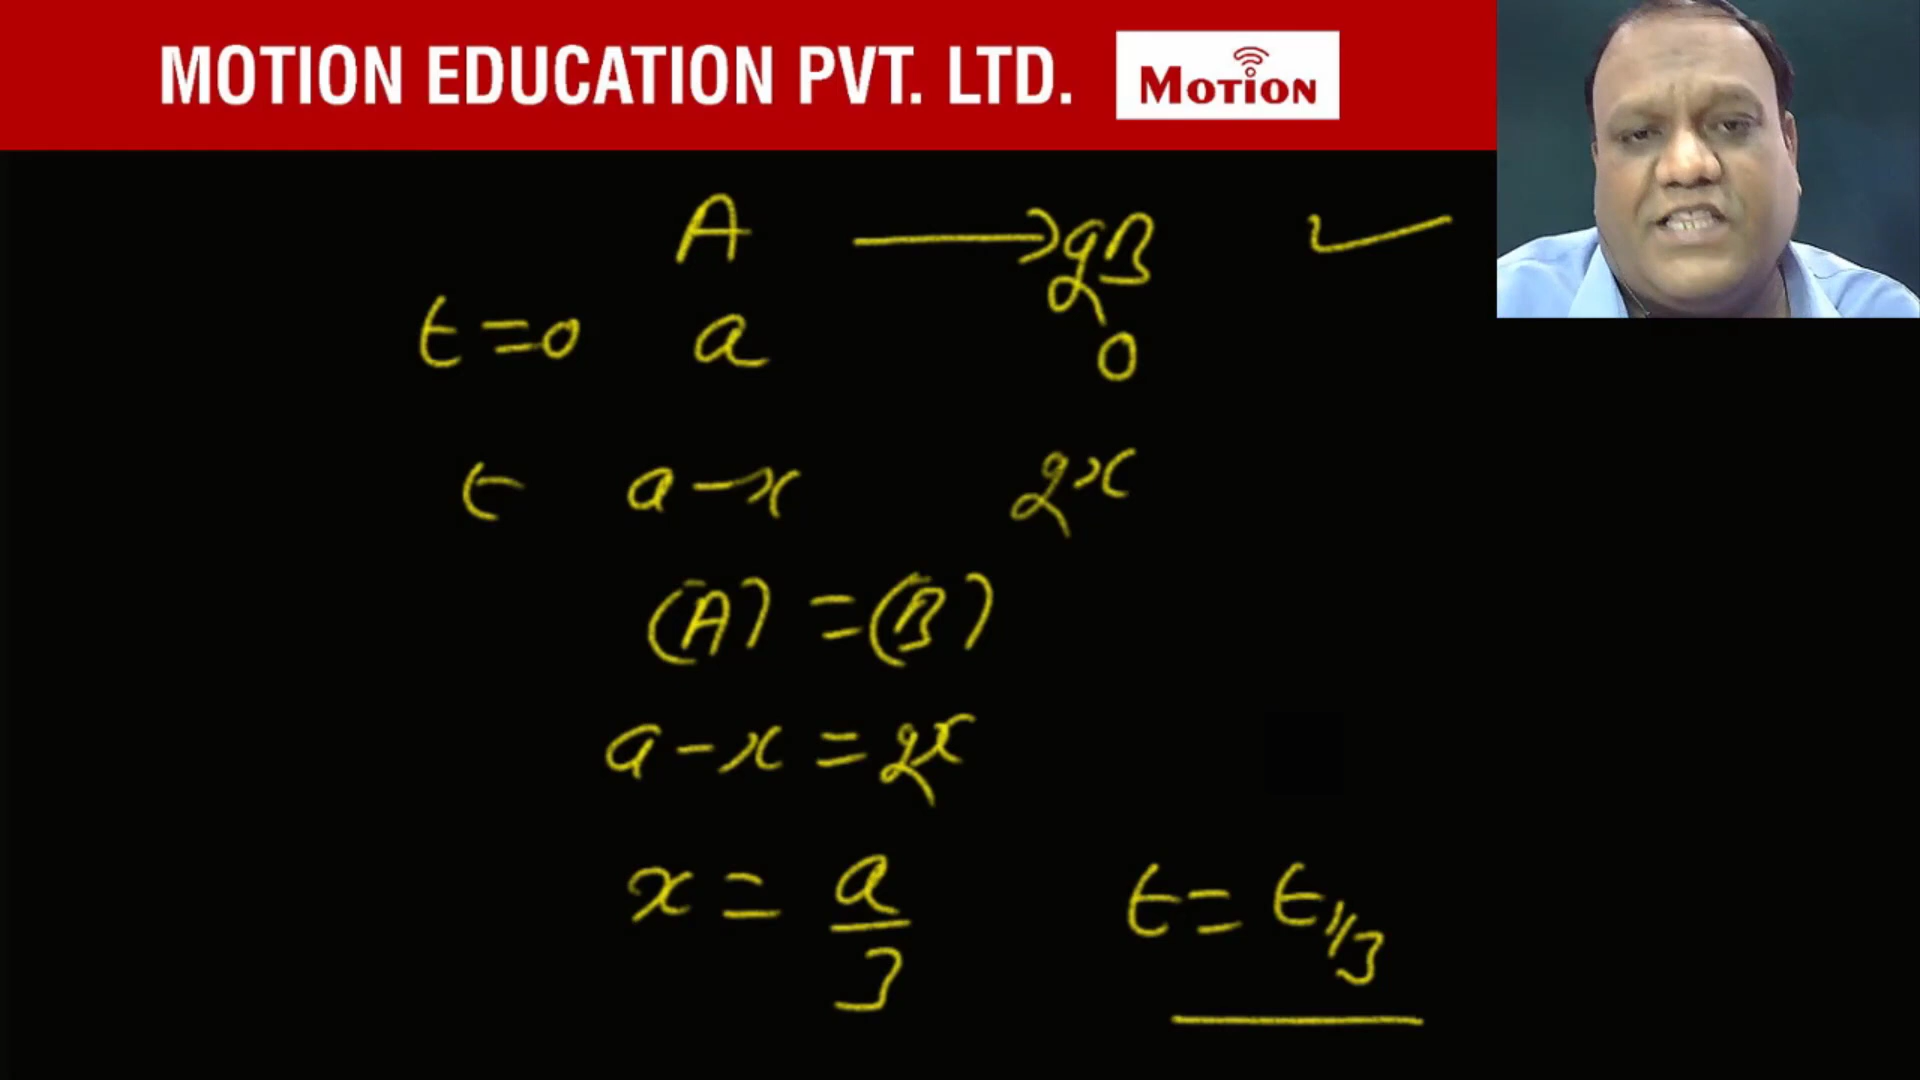 MOTION EDUCATION PVT. LTD.
MOTION
A → 2B ✓
t=0 a 0
t a-x 2x
(A) = (B)
a-x = 2x
x = a/3 t = t1/3